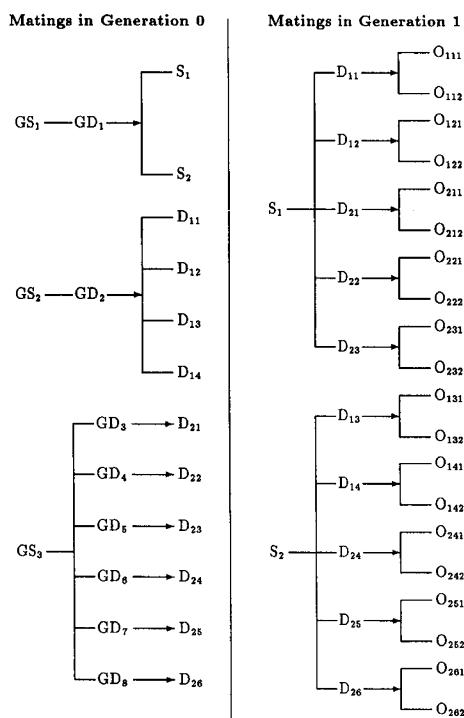 Matings in Generation 0
S₁
GS₁ GD₁
S₂
D₁₁
D₁₂
GS₂ GD₂
D₁₃
D₁₄
GD₃ D₂₁
GD₄ D₂₂
GD₅ D₂₃
GS₃
GD₆ D₂₄
GD₇ D₂₅
GD₈ D₂₆
Matings in Generation 1
O₁₁₁
D₁₁
O₁₁₂
O₁₂₁
D₁₂
O₁₂₂
O₂₁₁
S₁ D₂₁
O₂₁₂
O₂₂₁
D₂₂
O₂₂₂
O₂₃₁
D₂₃
O₂₃₂
O₁₃₁
D₁₃
O₁₃₂
O₁₄₁
D₁₄
O₁₄₂
O₂₄₁
S₂ D₂₄
O₂₄₂
O₂₅₁
D₂₅
O₂₅₂
O₂₆₁
D₂₆
O₂₆₂